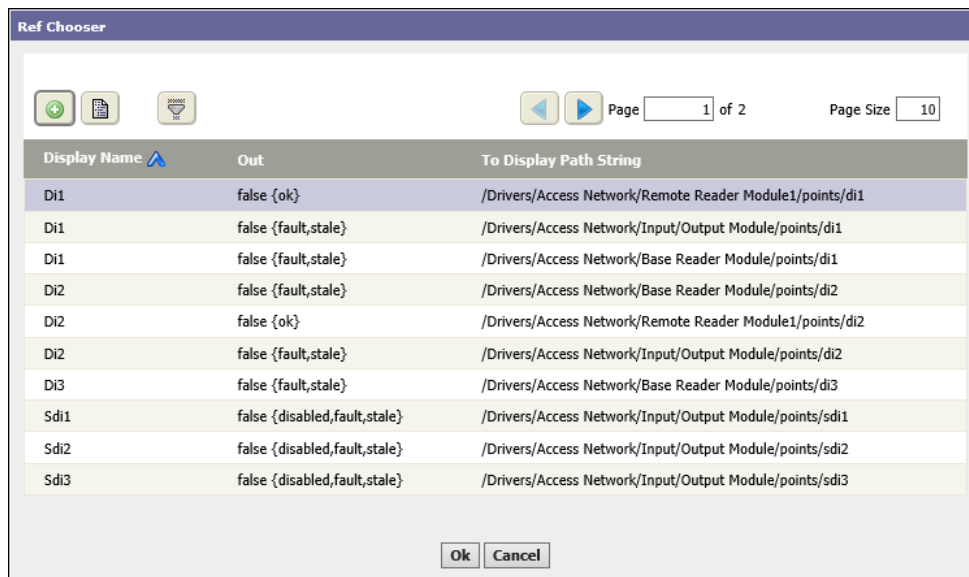 Ref Chooser
Page 1 of 2 Page Size 10
Display Name Out To Display Path String
Di1 false {ok} /Drivers/Access Network/Remote Reader Module1/points/di1
Di1 false {fault,stale} /Drivers/Access Network/Input/Output Module/points/di1
Di1 false {fault,stale} /Drivers/Access Network/Base Reader Module/points/di1
Di2 false {fault,stale} /Drivers/Access Network/Base Reader Module/points/di2
Di2 false {ok} /Drivers/Access Network/Remote Reader Module1/points/di2
Di2 false {fault,stale} /Drivers/Access Network/Input/Output Module/points/di2
Di3 false {fault,stale} /Drivers/Access Network/Base Reader Module/points/di3
Sdi1 false {disabled,fault,stale} /Drivers/Access Network/Input/Output Module/points/sdi1
Sdi2 false {disabled,fault,stale} /Drivers/Access Network/Input/Output Module/points/sdi2
Sdi3 false {disabled,fault,stale} /Drivers/Access Network/Input/Output Module/points/sdi3
Ok Cancel